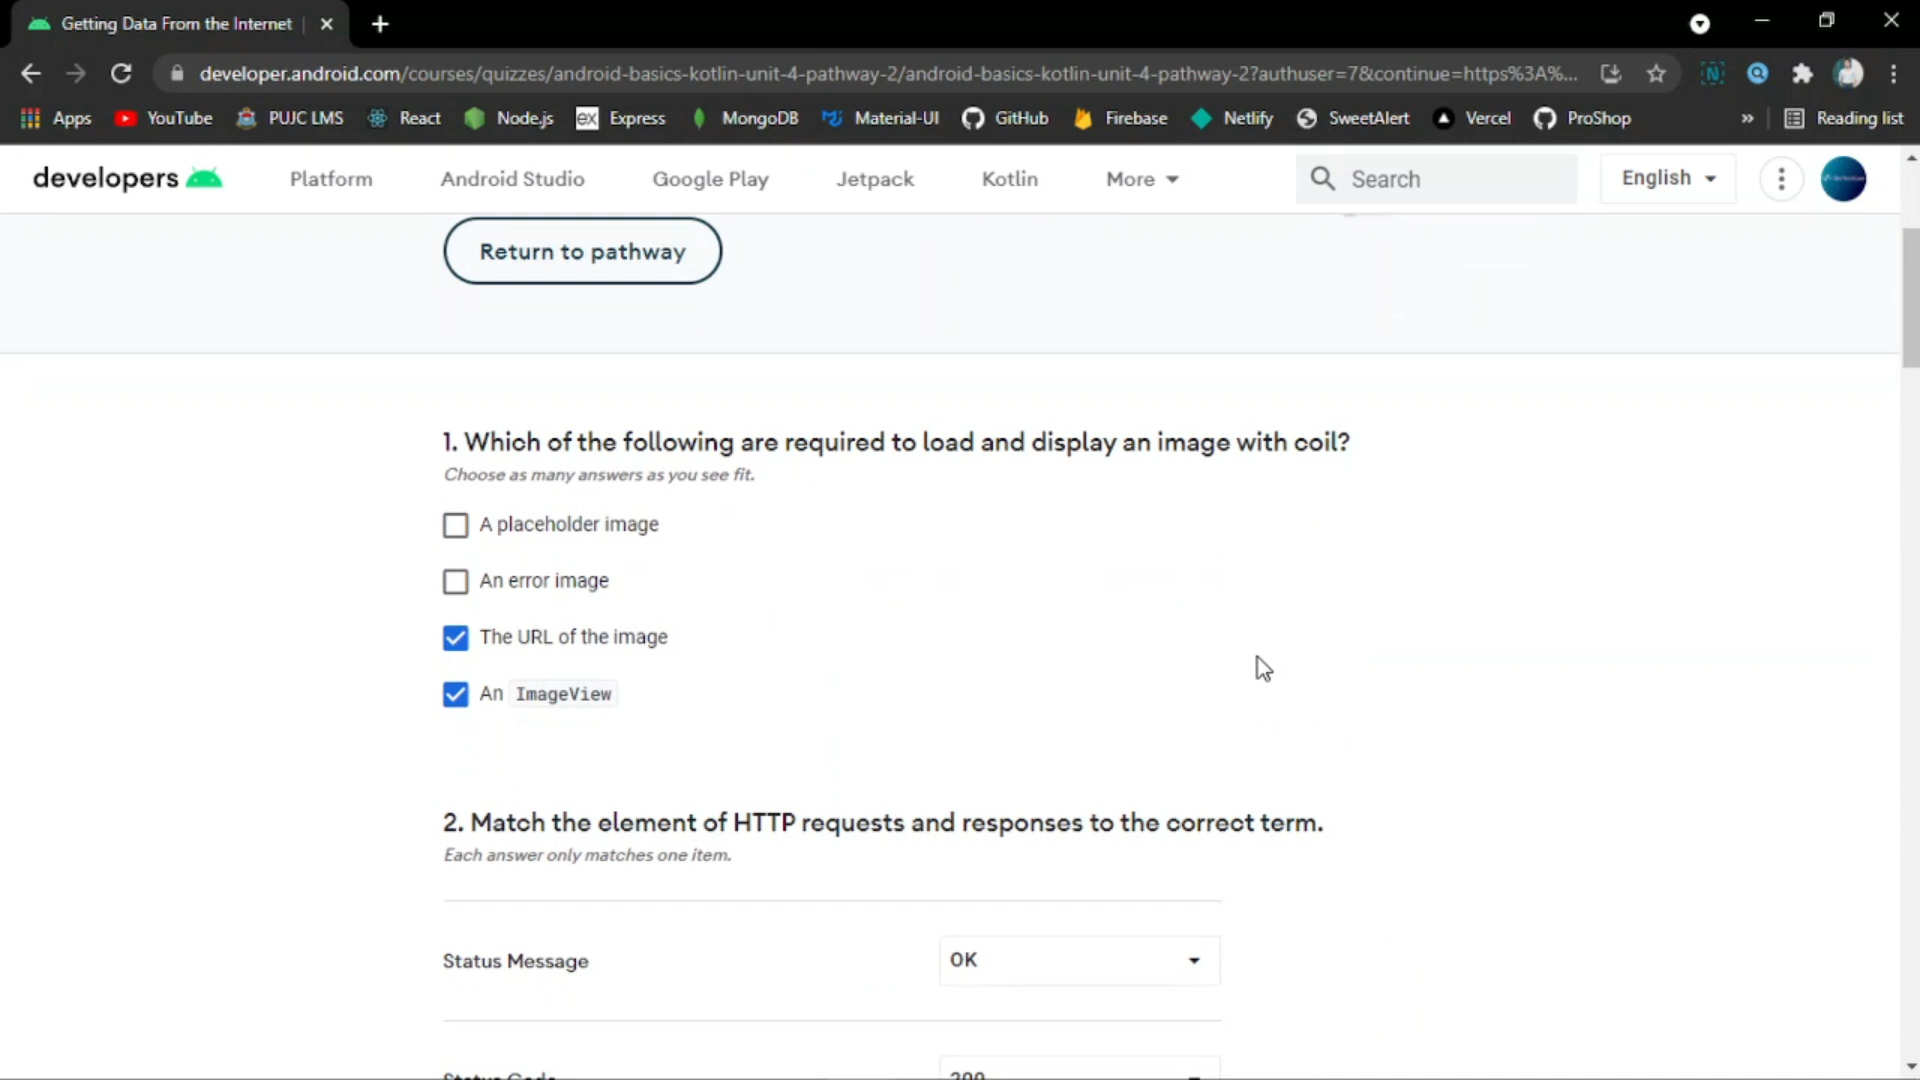 Getting Data From the Internet
developer.android.com/courses/quizzes/android-basics-kotlin-unit-4-pathway-2/android-basics-kotlin-unit-4-pathway-2?authuser=7&continue=https%3A%...
Apps YouTube PUJC LMS React Node.js ex Express MongoDB Material-UI GitHub Firebase Netlify SweetAlert Vercel ProShop » Reading list
developers Platform Android Studio Google Play Jetpack Kotlin More Search English
Return to pathway
1. Which of the following are required to load and display an image with coil?
Choose as many answers as you see fit.
A placeholder image
An error image
The URL of the image
An ImageView
2. Match the element of HTTP requests and responses to the correct term.
Each answer only matches one item.
Status Message OK
Status Code 200